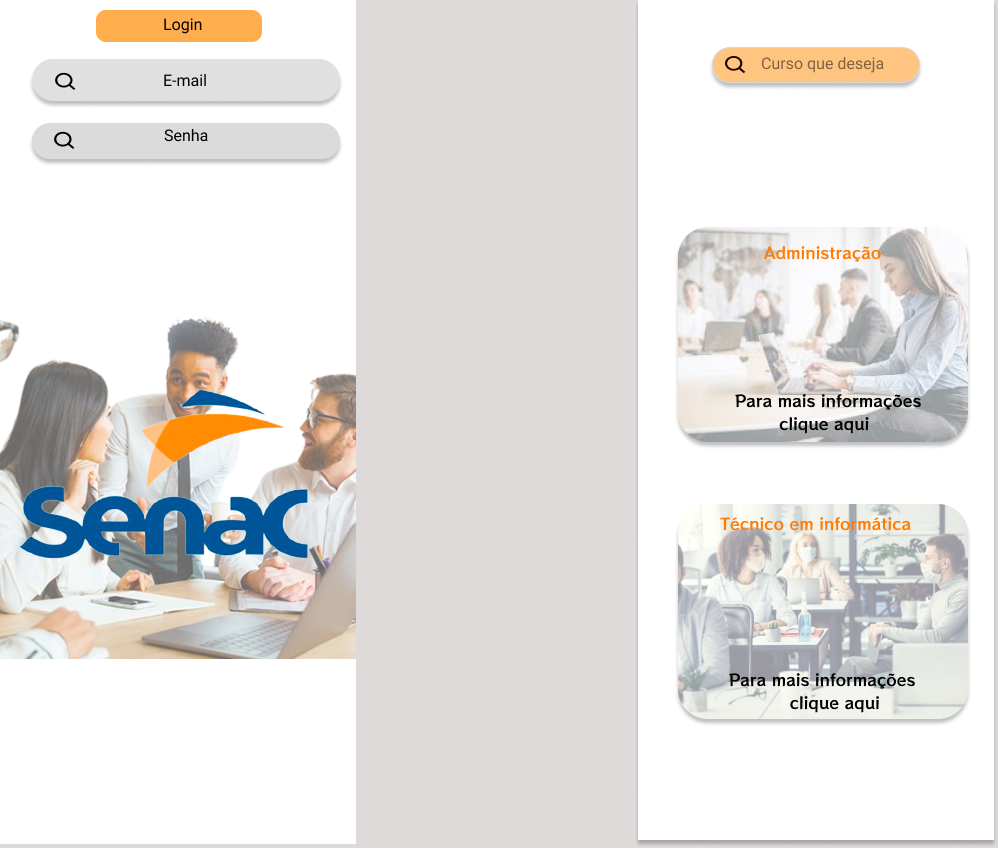 Login
E-mail
Senha
Senac
Curso que deseja
Administração
Para mais informações
clique aqui
Técnico em informática
Para mais informações
clique aqui